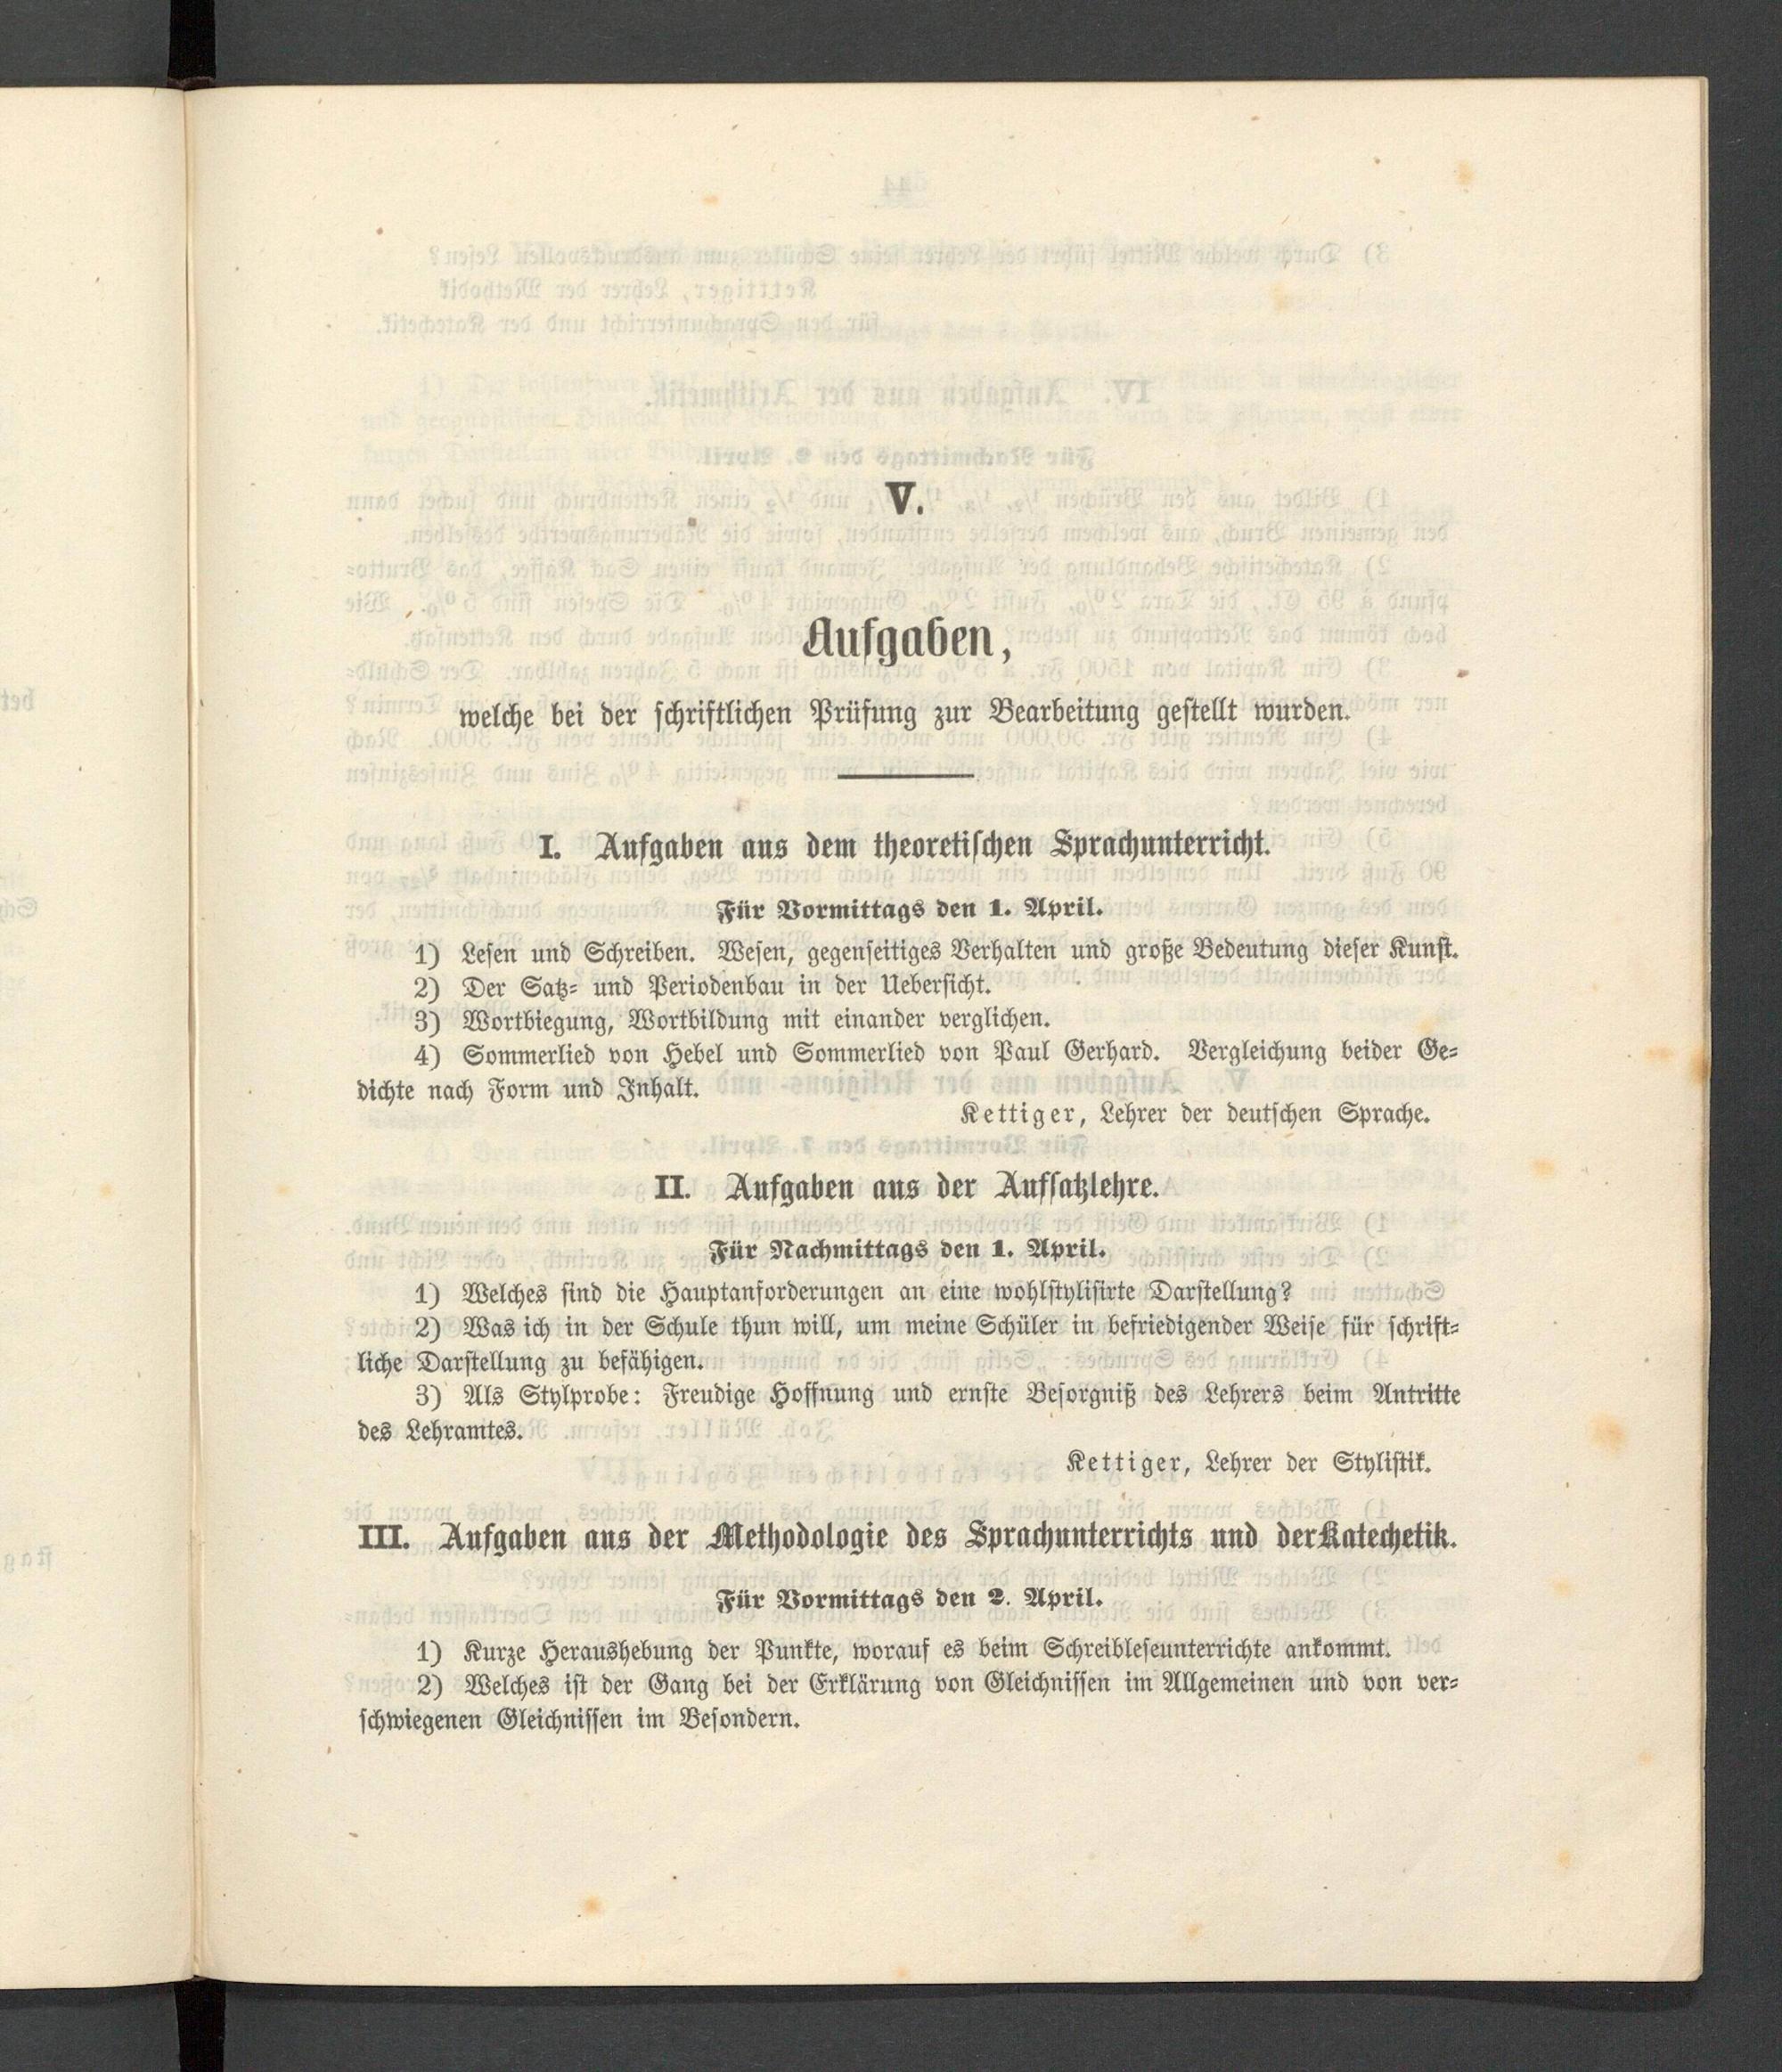 V.
Aufgaben,
welche bei der schriftlichen Prüfung zur Bearbeitung gestellt wurden.
I. Aufgaben aus dem theoretischen Sprachunterricht.
Für Vormittags den 1. April.
1) Lesen und Schreiben. Wesen, gegenseitiges Verhalten und große Bedeutung dieser Kunst.
2) Der Satz- und Periodenbau in der Uebersicht.
3) Wortbiegung, Wortbildung mit einander verglichen.
4) Sommerlied von Hebel und Sommerlied von Paul Gerhard. Vergleichung beider Ge-
dichte nach Form und Inhalt.
Kettiger, Lehrer der deutschen Sprache.
II. Aufgaben aus der Aufsatzlehre.
Für Nachmittags den 1. April.
1) Welches sind die Hauptanforderungen an eine wohlstylisirte Darstellung?
2) Was ich in der Schule thun will, um meine Schüler in befriedigender Weise für schrift-
liche Darstellung zu befähigen.
3) Als Stylprobe: Freudige Hoffnung und ernste Besorgniß des Lehrers beim Antritte
des Lehramtes.
Kettiger, Lehrer der Stylistik.
III. Aufgaben aus der Methodologie des Sprachunterrichts und der Katechetik.
Für Vormittags den 2. April.
1) Kurze Heraushebung der Punkte, worauf es beim Schreibleseunterrichte ankommt.
2) Welches ist der Gang bei der Erklärung von Gleichnissen im Allgemeinen und von ver-
schwiegenen Gleichnissen im Besondern.